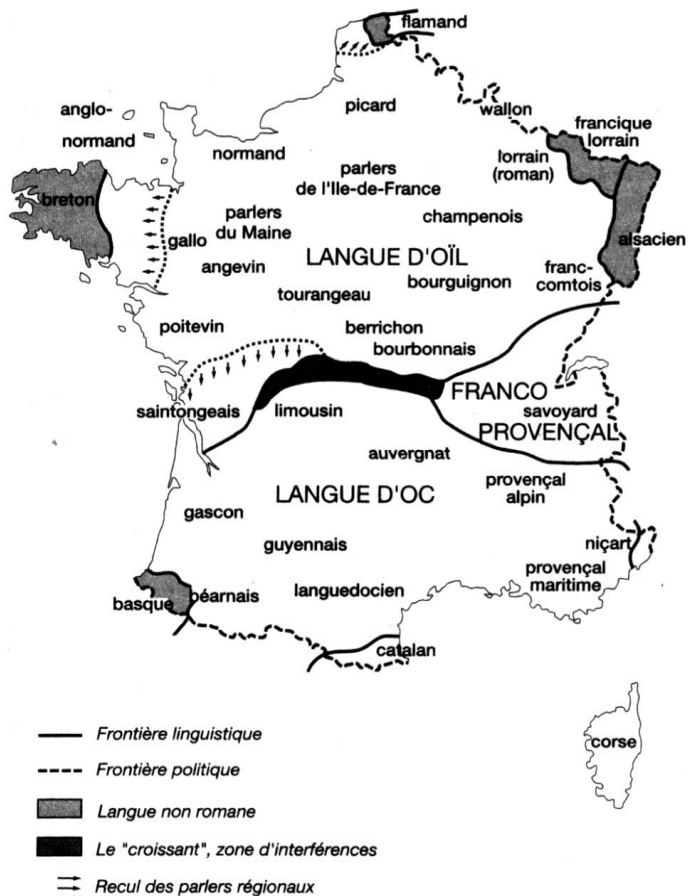 flamand
picard
wallon
anglo-
normand
normand
francique
lorrain
lorrain
(roman)
parlers
de l'Ile-de-France
breton
champenois
parlers
du Maine
gallo
alsacien
LANGUE D'OÏL
angevin
bourguignon
franc-
comtois
tourangeau
poitevin
berrichon
bourbonnais
FRANCO
PROVENÇAL
savoyard
saintongeais
limousin
auvergnat
provençal
alpin
LANGUE D'OC
gascon
guyennais
niçart
provençal
maritime
basque
béarnais
languedocien
catalan
corse
Frontière linguistique
Frontière politique
Langue non romane
Le "croissant", zone d'interférences
Recul des parlers régionaux